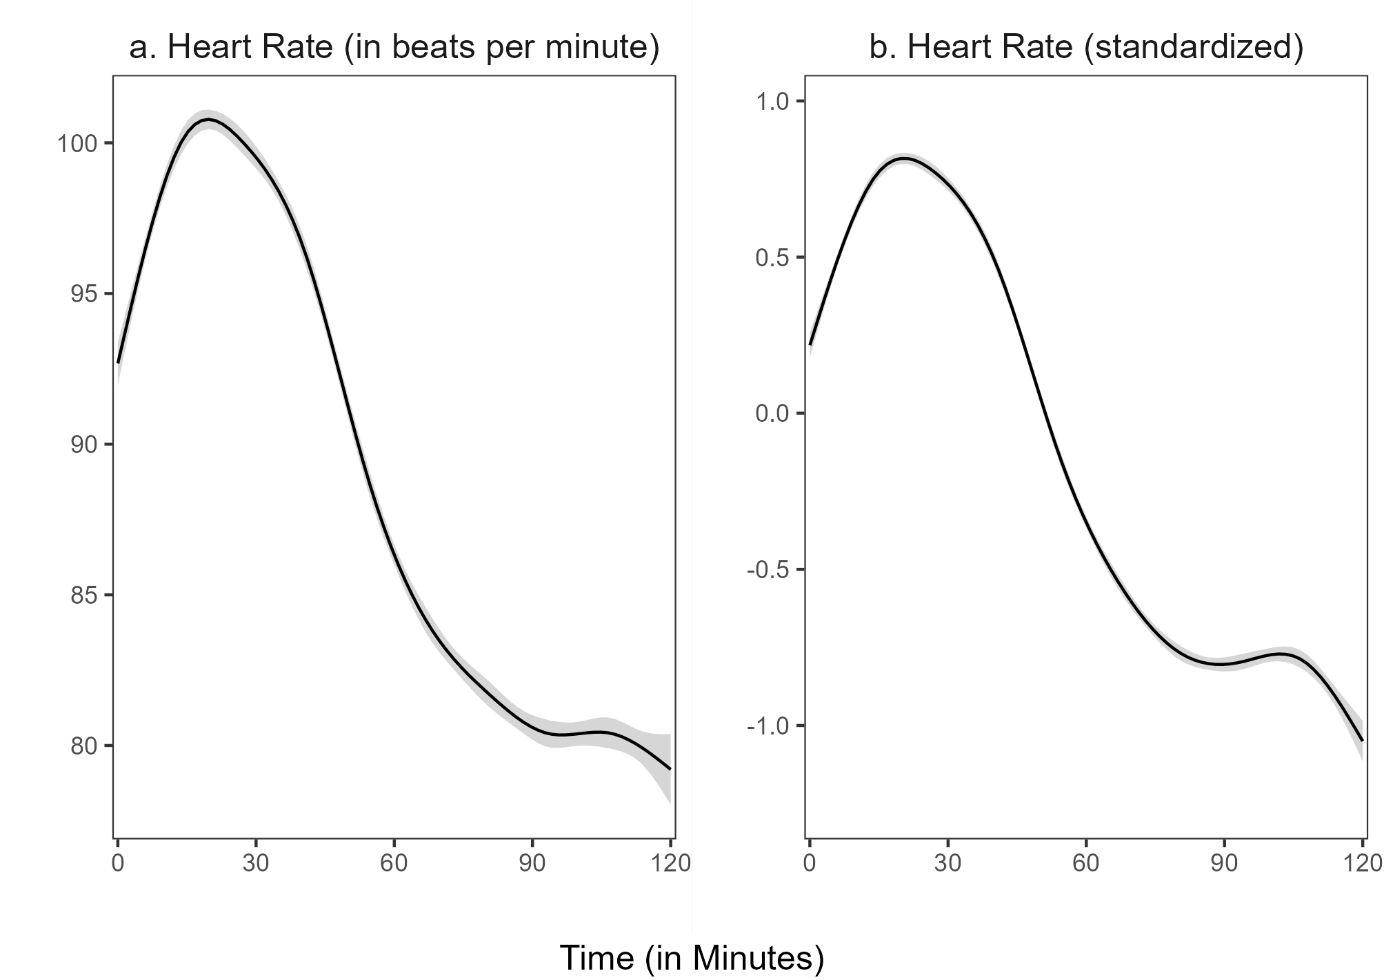 a. Heart Rate (in beats per minute)
100
95
90
85
80
0 30 60 90 120
b. Heart Rate (standardized)
1.0
0.5
0.0
-0.5
-1.0
0 30 60 90 120
Time (in Minutes)